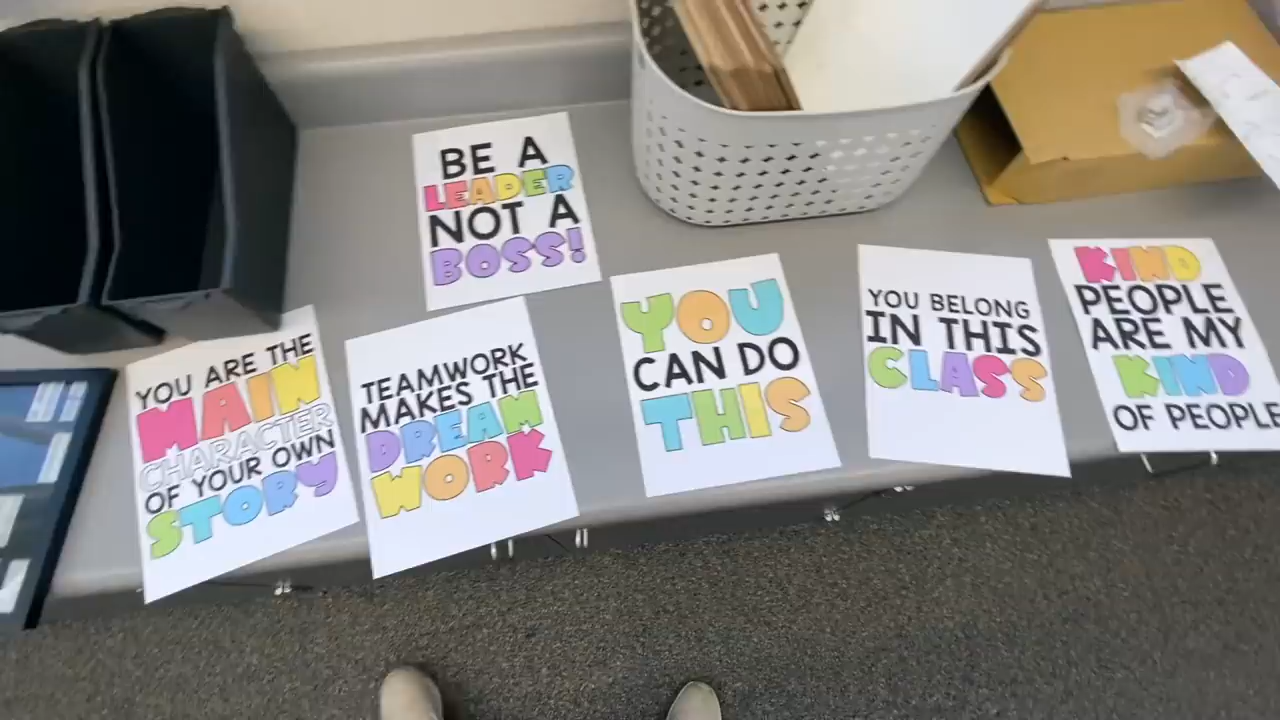 BE A
LEADER
NOT A
BOSS!
YOU ARE THE
MAIN
CHARACTER
OF YOUR OWN
STORY
TEAMWORK
MAKES THE
DREAM
WORK
YOU
CAN DO
THIS
YOU BELONG
IN THIS
CLASS
KIND
PEOPLE
ARE MY
KIND
OF PEOPLE